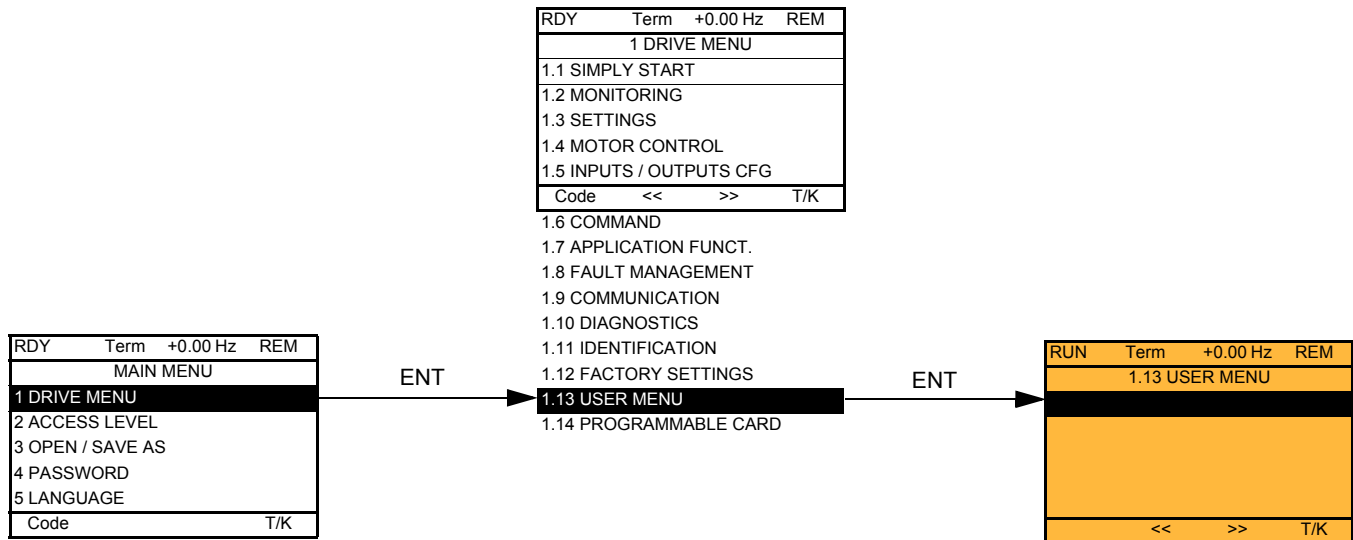 RDY Term +0.00 Hz REM
MAIN MENU
1 DRIVE MENU
2 ACCESS LEVEL
3 OPEN / SAVE AS
4 PASSWORD
5 LANGUAGE
Code T/K
ENT
RDY Term +0.00 Hz REM
1 DRIVE MENU
1.1 SIMPLY START
1.2 MONITORING
1.3 SETTINGS
1.4 MOTOR CONTROL
1.5 INPUTS / OUTPUTS CFG
Code << >> T/K
1.6 COMMAND
1.7 APPLICATION FUNCT.
1.8 FAULT MANAGEMENT
1.9 COMMUNICATION
1.10 DIAGNOSTICS
1.11 IDENTIFICATION
1.12 FACTORY SETTINGS
1.13 USER MENU
1.14 PROGRAMMABLE CARD
ENT
RUN Term +0.00 Hz REM
1.13 USER MENU
<< >> T/K